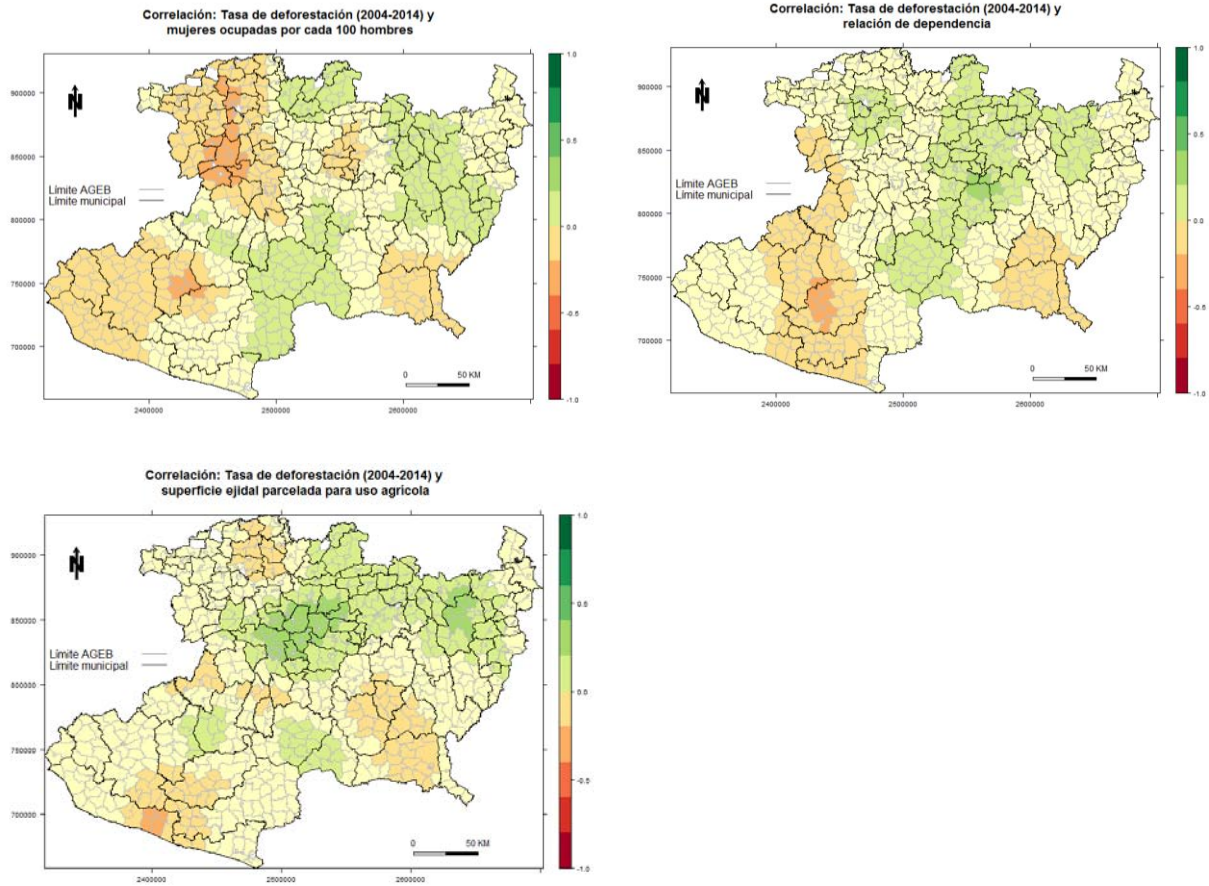 Correlación: Tasa de deforestación (2004-2014) y
mujeres ocupadas por cada 100 hombres
1.0
900000
N
0.5
850000
Límite AGEB
Límite municipal
800000
0.0
750000
-0.5
700000
0 50 KM
-1.0
2400000 2500000 2600000
Correlación: Tasa de deforestación (2004-2014) y
relación de dependencia
1.0
900000
N
0.5
850000
Límite AGEB
Límite municipal
800000
0.0
750000
-0.5
700000
0 50 KM
-1.0
2400000 2500000 2600000
Correlación: Tasa de deforestación (2004-2014) y
superficie ejidal parcelada para uso agrícola
1.0
900000
N
0.5
850000
Límite AGEB
Límite municipal
800000
0.0
750000
-0.5
700000
0 50 KM
-1.0
2400000 2500000 2600000